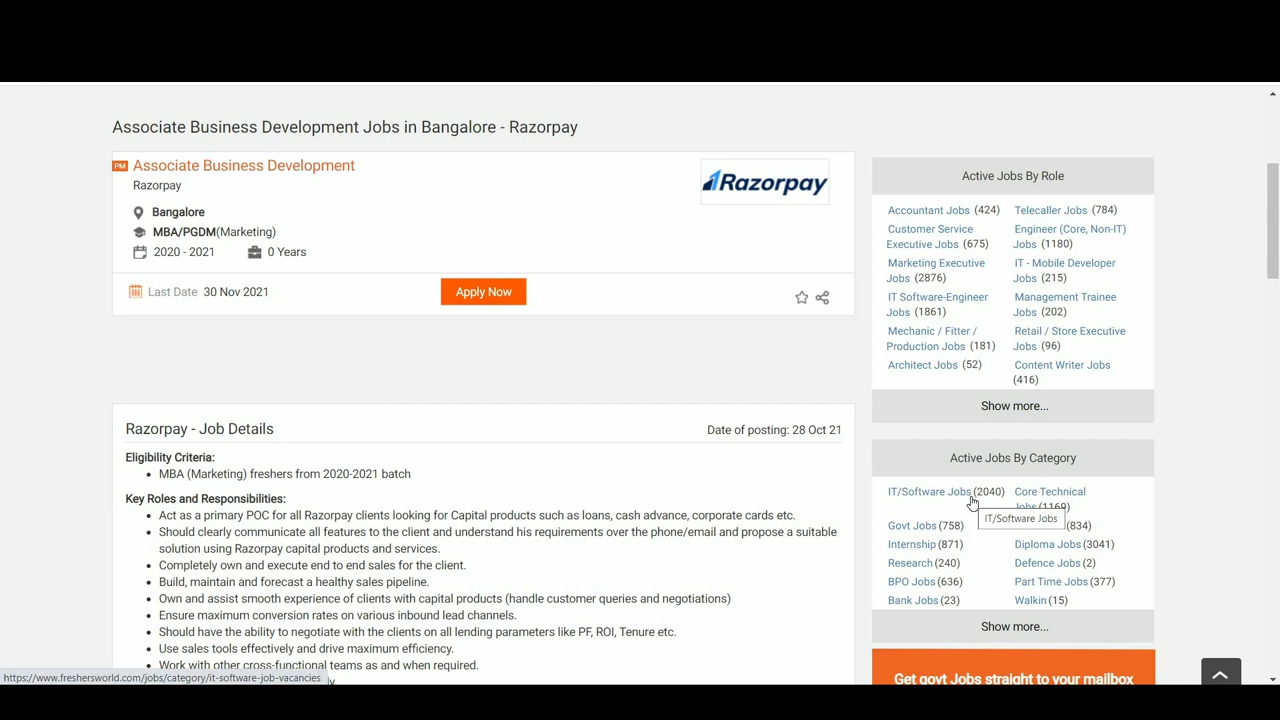 Associate Business Development Jobs in Bangalore - Razorpay
PM Associate Business Development
Razorpay
Razorpay
Bangalore
MBA/PGDM(Marketing)
2020 - 2021 0 Years
Last Date 30 Nov 2021
Apply Now
Razorpay - Job Details
Date of posting: 28 Oct 21
Eligibility Criteria:
• MBA (Marketing) freshers from 2020-2021 batch
Key Roles and Responsibilities:
• Act as a primary POC for all Razorpay clients looking for Capital products such as loans, cash advance, corporate cards etc.
• Should clearly communicate all features to the client and understand his requirements over the phone/email and propose a suitable
solution using Razorpay capital products and services.
• Completely own and execute end to end sales for the client.
• Build, maintain and forecast a healthy sales pipeline.
• Own and assist smooth experience of clients with capital products (handle customer queries and negotiations)
• Ensure maximum conversion rates on various inbound lead channels.
• Should have the ability to negotiate with the clients on all lending parameters like PF, ROI, Tenure etc.
• Use sales tools effectively and drive maximum efficiency.
• Work with other cross-functional teams as and when required.
https://www.freshersworld.com/jobs/category/it-software-job-vacancies
Active Jobs By Role
Accountant Jobs (424)
Telecaller Jobs (784)
Customer Service
Executive Jobs (675)
Engineer (Core, Non-IT)
Jobs (1180)
Marketing Executive
Jobs (2876)
IT - Mobile Developer
Jobs (215)
IT Software-Engineer
Jobs (1861)
Management Trainee
Jobs (202)
Mechanic / Fitter /
Production Jobs (181)
Retail / Store Executive
Jobs (96)
Architect Jobs (52)
Content Writer Jobs
(416)
Show more...
Active Jobs By Category
IT/Software Jobs (2040)
Core Technical
Jobs (1169)
IT/Software Jobs
Govt Jobs (758)
(834)
Internship (871)
Diploma Jobs (3041)
Research (240)
Defence Jobs (2)
BPO Jobs (636)
Part Time Jobs (377)
Bank Jobs (23)
Walkin (15)
Show more...
Get govt Jobs straight to your mailbox